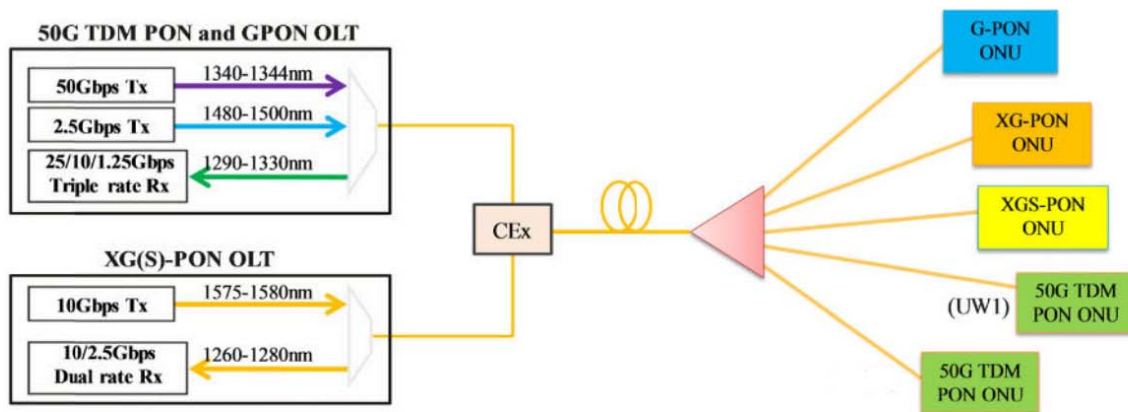 50G TDM PON and GPON OLT
50Gbps Tx
1340-1344nm
2.5Gbps Tx
1480-1500nm
25/10/1.25Gbps
Triple rate Rx
1290-1330nm
XG(S)-PON OLT
10Gbps Tx
1575-1580nm
10/2.5Gbps
Dual rate Rx
1260-1280nm
CEx
G-PON
ONU
XG-PON
ONU
XGS-PON
ONU
(UW1)
50G TDM
PON ONU
50G TDM
PON ONU